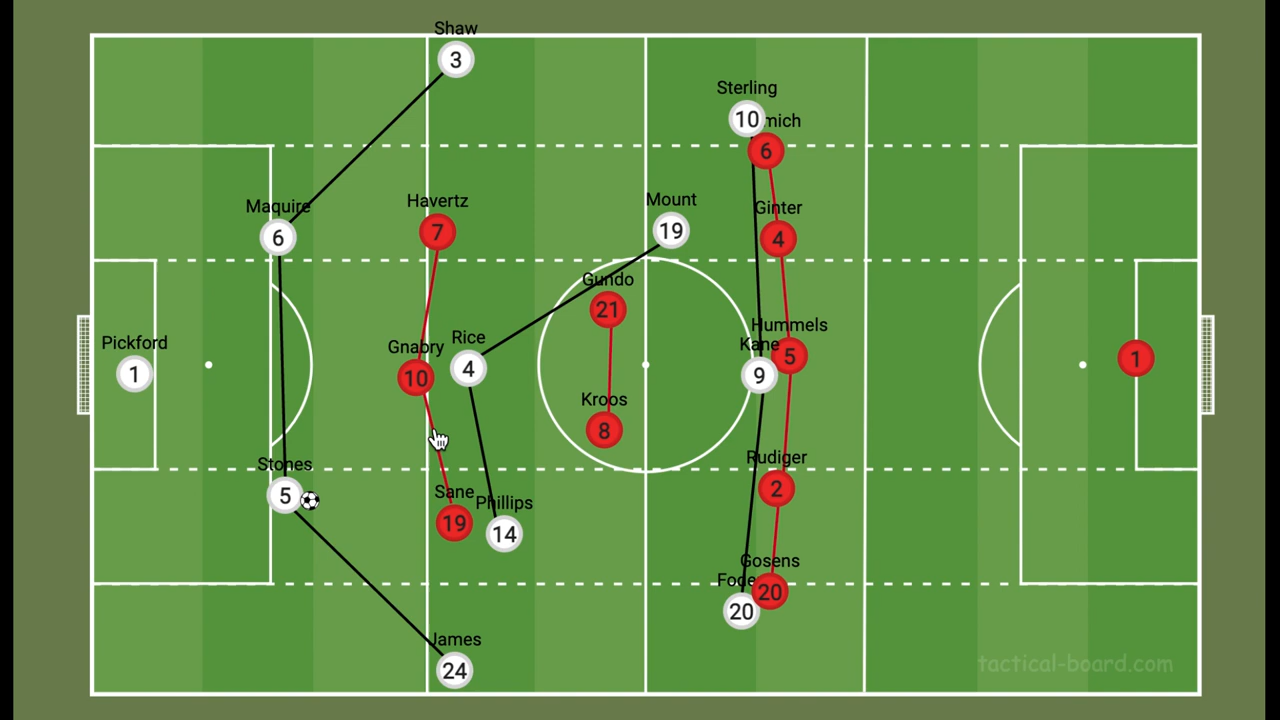 Shaw
3
Sterling
10
mich
6
Maquire
6
Havertz
7
Mount
19
Ginter
4
Gundo
21
Pickford
1
Gnabry
10
Rice
4
Hummels
5
Kane
9
1
Kroos
8
Stones
5
Sane
19
Phillips
14
Rudiger
2
Gosens
20
Fode
20
James
24
tactical-board.com